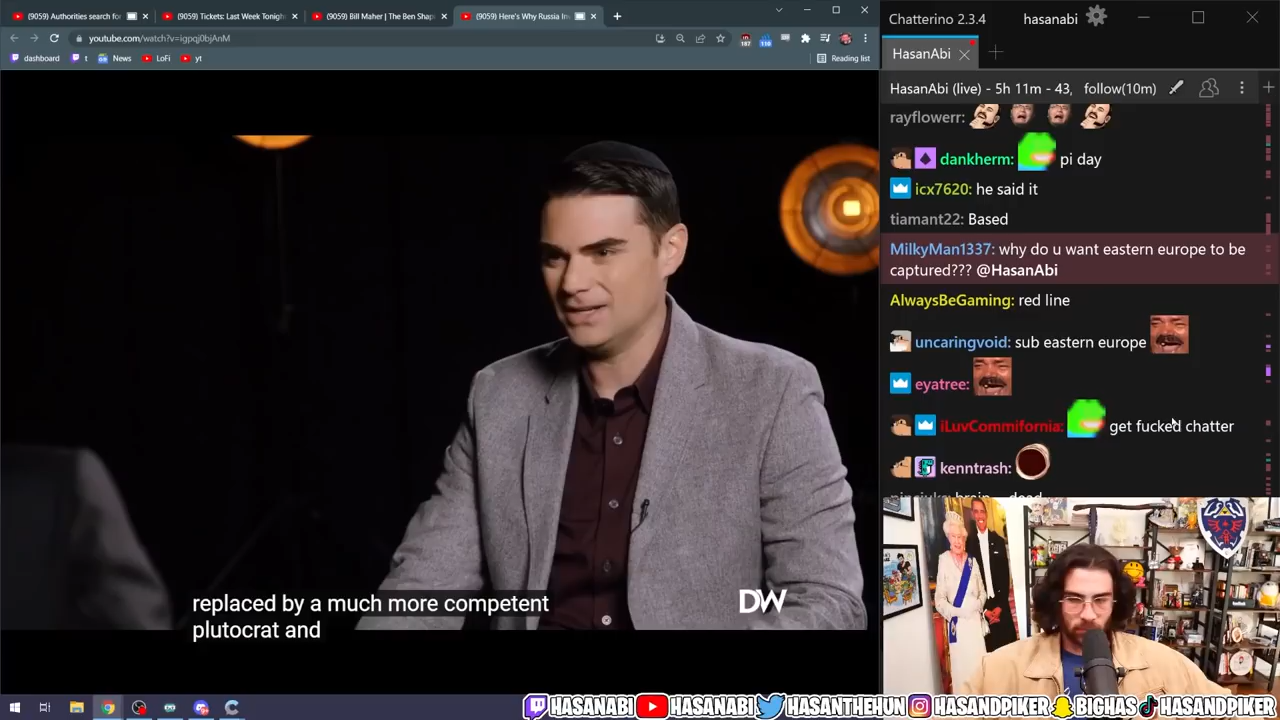 (9059) Authorities search fo
(9059) Tickets: Last Week Tonigh
(9059) Bill Maher | The Ben Shap
(9059) Here's Why Russia In
youtube.com/watch?v=igpqj0bjAnM
dashboard
t
News
LoFi
yt
Reading list
replaced by a much more competent
plutocrat and
DW
Chatterino 2.3.4
hasanabi
HasanAbi
HasanAbi (live) - 5h 11m - 43,
follow(10m)
rayflowerr:
dankherm: pi day
icx7620: he said it
tiamant22: Based
MilkyMan1337: why do u want eastern europe to be
captured??? @HasanAbi
AlwaysBeGaming: red line
uncaringvoid: sub eastern europe
eyatree:
iLuvCommifornia: get fucked chatter
kenntrash:
HASANABI
HASANABI
HASANTHEHUN
HASANDPIKER
BIGHAS
HASANDPIKER